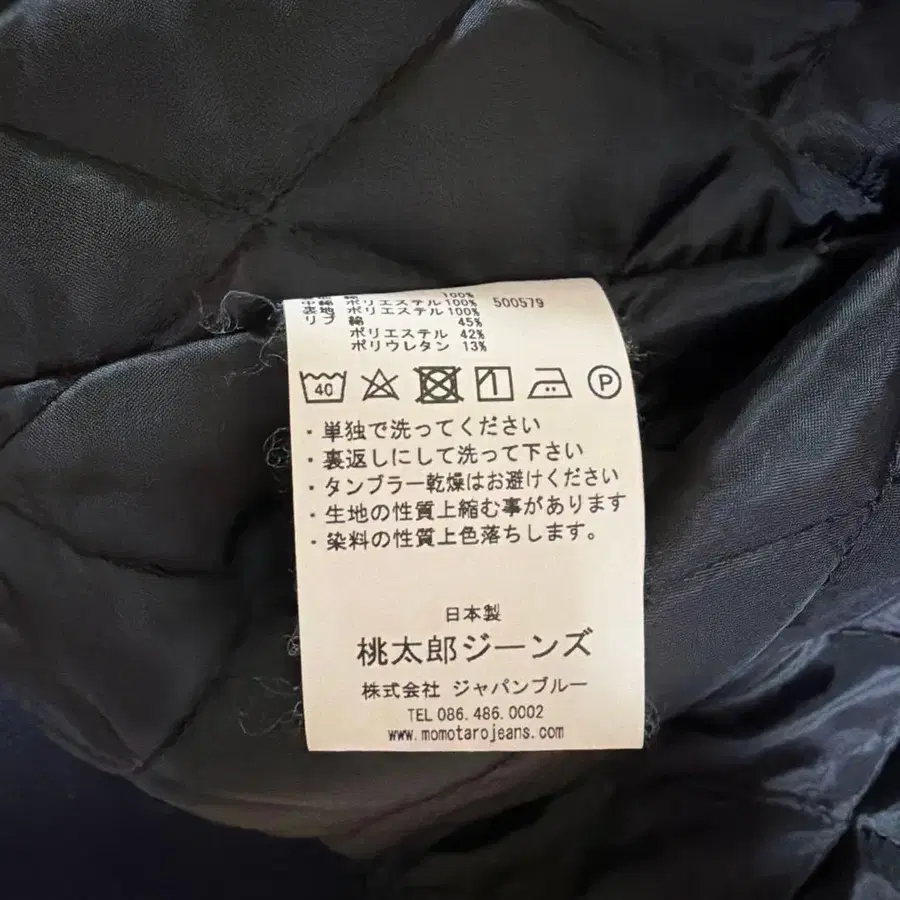 綿 100%
中綿 ポリエステル100% 500579
裏地 ポリエステル100%
リブ 綿 45%
ポリエステル 42%
ポリウレタン 13%
40 P
・単独で洗ってください
・裏返しにして洗って下さい
・タンブラー乾燥はお避けください
・生地の性質上縮む事があります
・染料の性質上色落ちします。
日本製
桃太郎ジーンズ
株式会社 ジャパンブルー
TEL 086.486.0002
www.momotarojeans.com